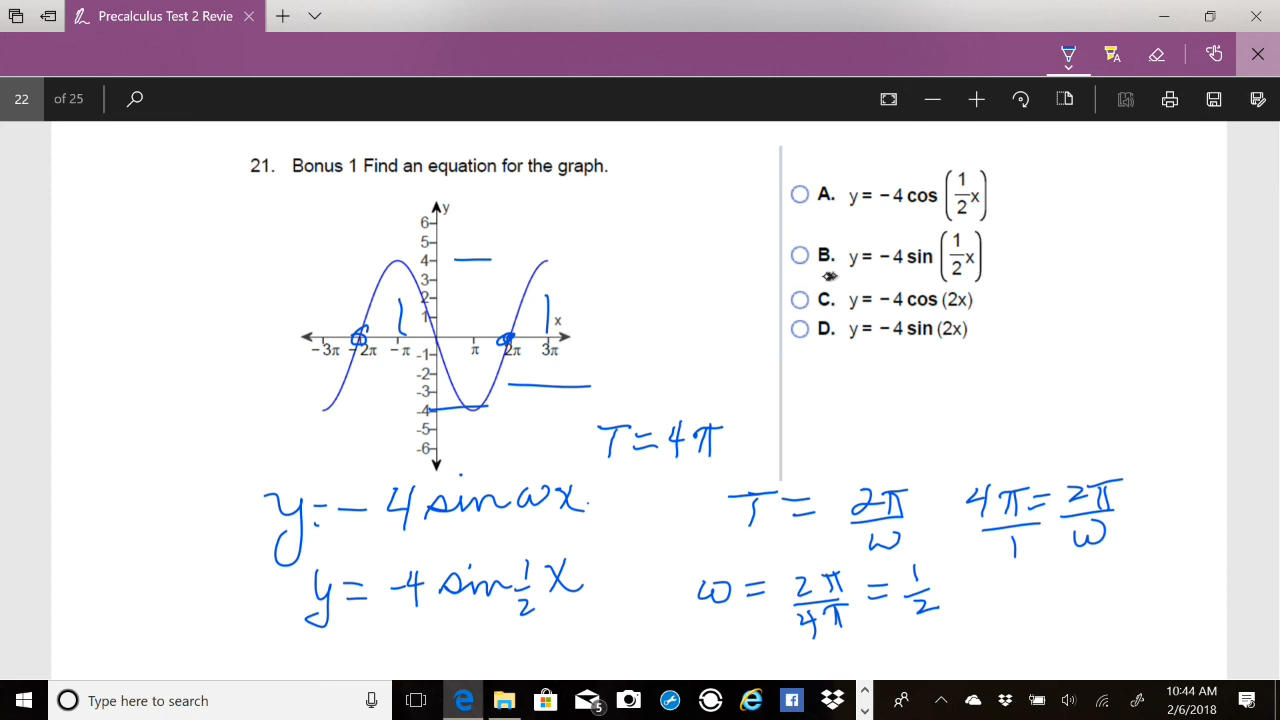 Precalculus Test 2 Revie
22 of 25
21. Bonus 1 Find an equation for the graph.
y
6
5
4
3
2
1
x
-3π -2π -π π 2π 3π
-1
-2
-3
-4
-5
-6
A. y = -4 cos (1/2 x)
B. y = -4 sin (1/2 x)
C. y = -4 cos (2x)
D. y = -4 sin (2x)
T = 4π
y = -4 sin ωx
T = 2π/ω
4π/1 = 2π/ω
y = -4 sin 1/2 x
ω = 2π/4π = 1/2
Type here to search
5
10:44 AM
2/6/2018